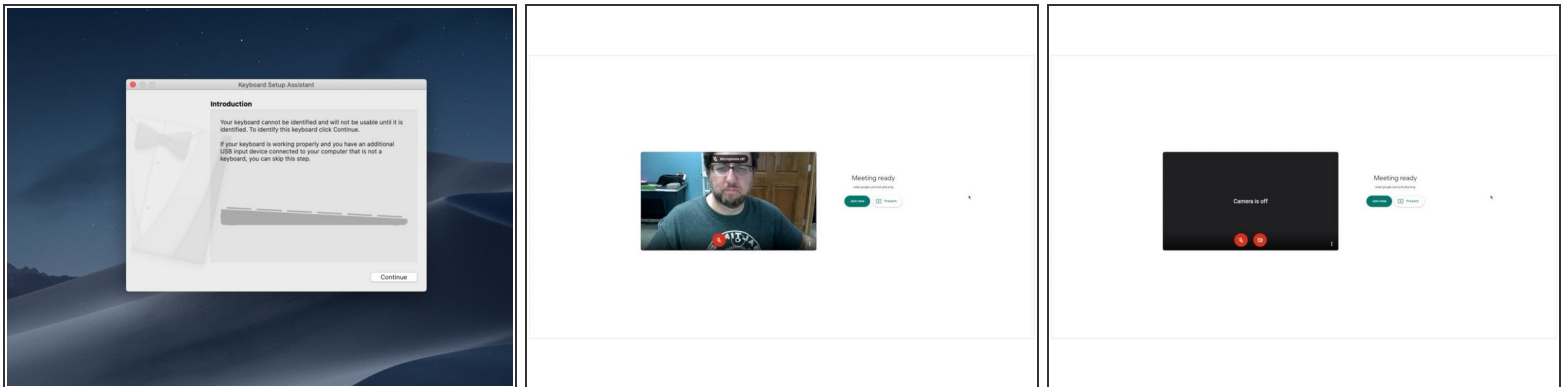 Keyboard Setup Assistant
Introduction
Your keyboard cannot be identified and will not be usable until it is
identified. To identify this keyboard click Continue.
If your keyboard is working properly and you have an additional
USB input device connected to your computer that is not a
keyboard, you can skip this step.
Continue
Microphone off
Meeting ready
Join now
Present
Camera is off
Meeting ready
Join now
Present